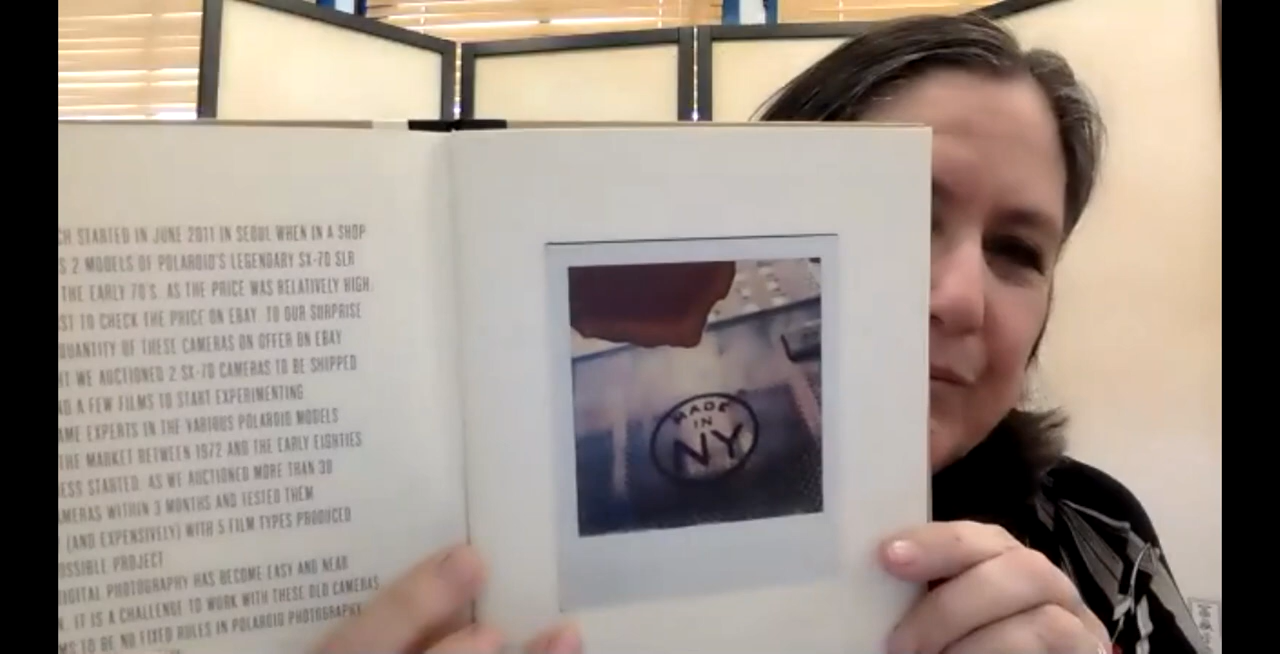 CH STARTED IN JUNE 2011 IN SEOUL WHEN IN A SHOP
S 2 MODELS OF POLAROID'S LEGENDARY SX-70 SLR
THE EARLY 70'S. AS THE PRICE WAS RELATIVELY HIGH,
ST TO CHECK THE PRICE ON EBAY. TO OUR SURPRISE
QUANTITY OF THESE CAMERAS ON OFFER ON EBAY
HT WE AUCTIONED 2 SX-70 CAMERAS TO BE SHIPPED
ND A FEW FILMS TO START EXPERIMENTING
AME EXPERTS IN THE VARIOUS POLAROID MODELS
THE MARKET BETWEEN 1972 AND THE EARLY EIGHTIES
ESS STARTED. AS WE AUCTIONED MORE THAN 30
AMERAS WITHIN 3 MONTHS AND TESTED THEM
(AND EXPENSIVELY) WITH 5 FILM TYPES PRODUCED
OSSIBLE PROJECT
DIGITAL PHOTOGRAPHY HAS BECOME EASY AND NEAR
K. IT IS A CHALLENGE TO WORK WITH THESE OLD CAMERAS
MS TO BE NO FIXED RULES IN POLAROID PHOTOGRAPHY
MADE
IN
NY